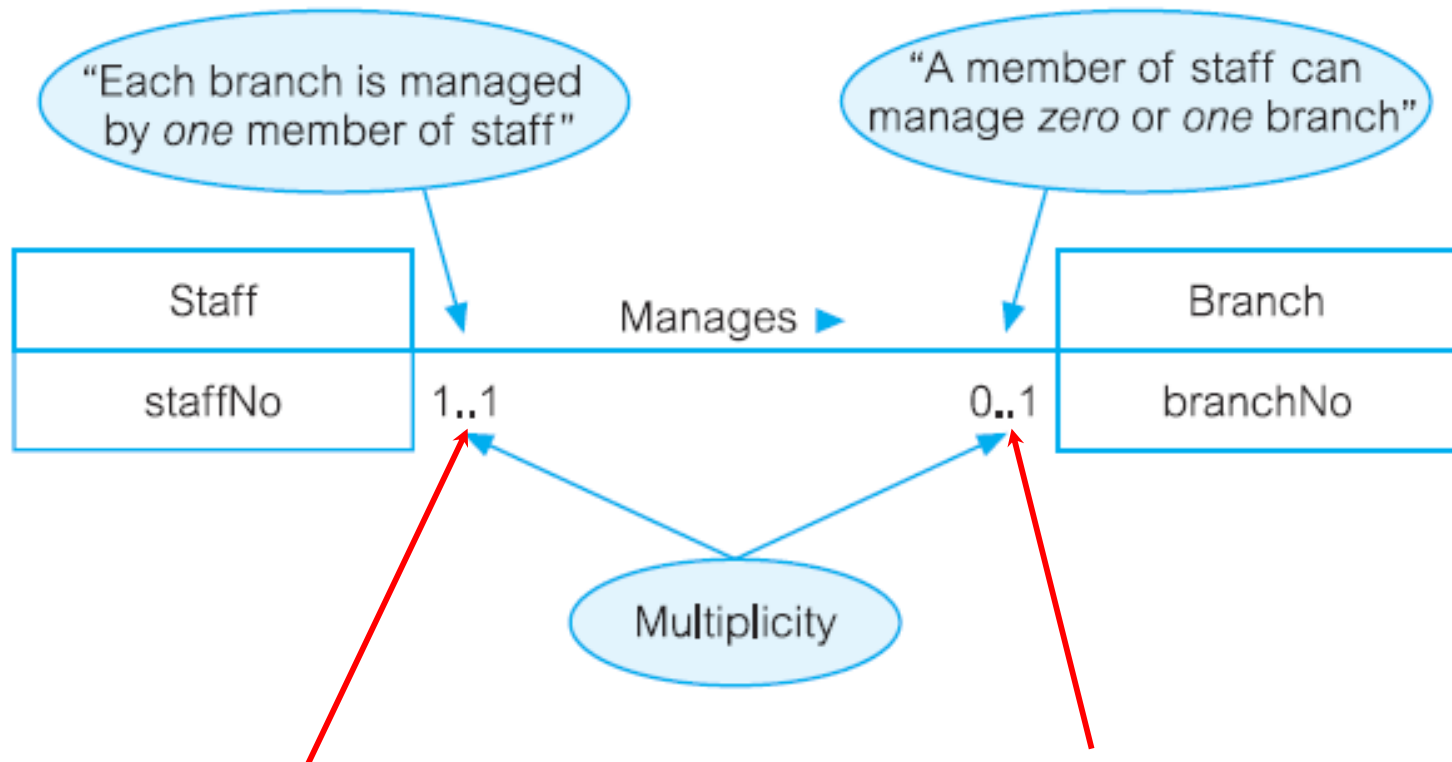 “Each branch is managed
by one member of staff”
“A member of staff can
manage zero or one branch”
Staff
Manages ►
Branch
staffNo
1..1
0..1
branchNo
Multiplicity